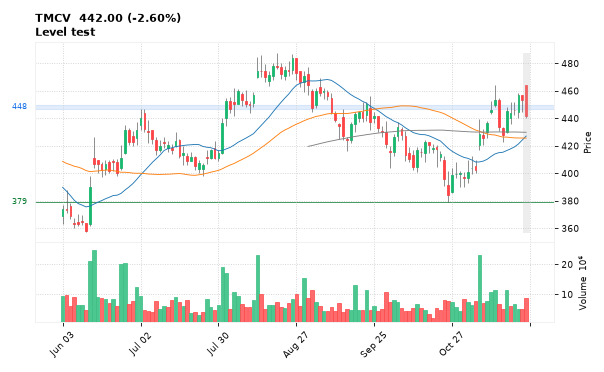 TMCV 442.00 (-2.60%)
Level test
480
460
448
440
420
400
379
380
360
Price
20
10
Volume 10⁶
Jun 03
Jul 02
Jul 30
Aug 27
Sep 25
Oct 27